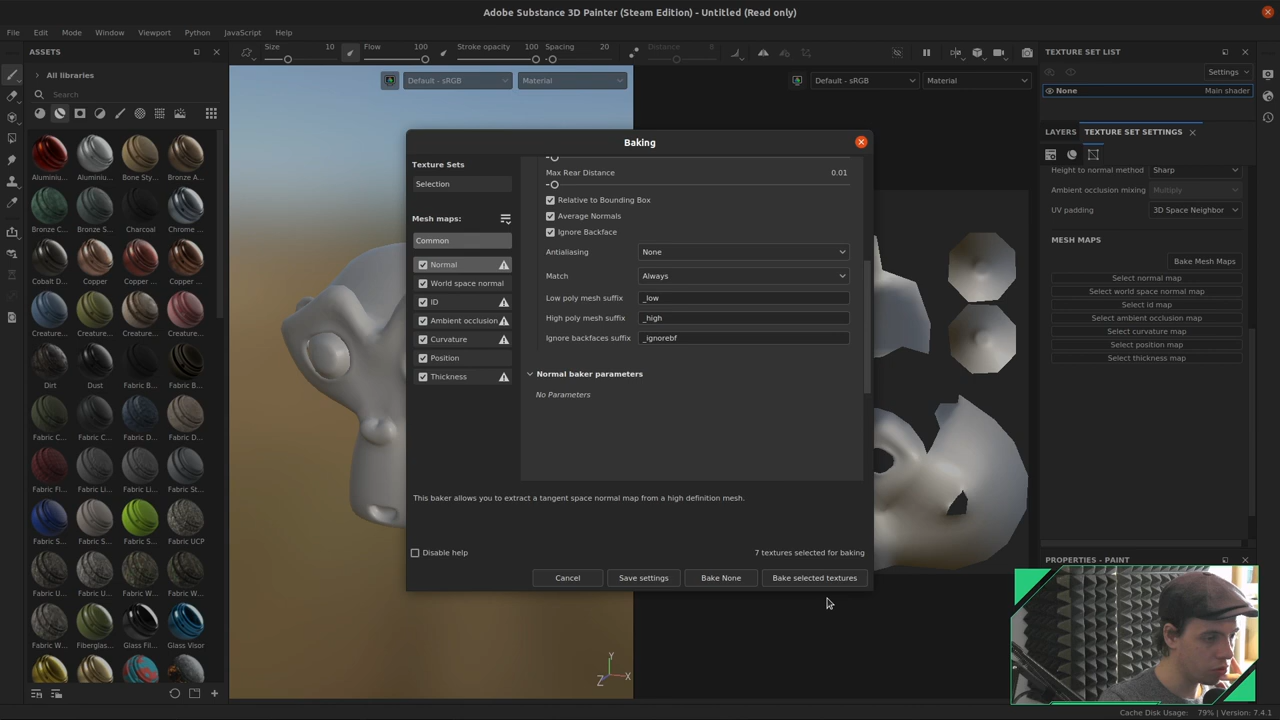 Adobe Substance 3D Painter (Steam Edition) - Untitled (Read only)
File Edit Mode Window Viewport Python JavaScript Help
ASSETS
All libraries
Search
Aluminiu... Aluminiu... Bone Sty... Bronze A...
Bronze C... Bronze S... Charcoal Chrome ...
Cobalt D... Copper Copper ... Copper ...
Creature... Creature... Creature... Creature...
Dirt Dust Fabric B... Fabric B...
Fabric C... Fabric D... Fabric D... Fabric D...
Fabric Fl... Fabric Li... Fabric Li... Fabric St...
Fabric S... Fabric S... Fabric S... Fabric UCP
Fabric U... Fabric W... Fabric W... Fabric W...
Fabric W... Fiberglas... Glass Fil... Glass Visor
Size 10 Flow 100 Stroke opacity 100 Spacing 20 Distance 8
Default - sRGB Material
Default - sRGB Material
Baking
Texture Sets
Selection
Mesh maps:
Common
Normal
World space normal
ID
Ambient occlusion
Curvature
Position
Thickness
Max Rear Distance 0.01
Relative to Bounding Box
Average Normals
Ignore Backface
Antialiasing None
Match Always
Low poly mesh suffix _low
High poly mesh suffix _high
Ignore backfaces suffix _ignorebf
Normal baker parameters
No Parameters
This baker allows you to extract a tangent space normal map from a high definition mesh.
Disable help
7 textures selected for baking
Cancel Save settings Bake None Bake selected textures
Y
Z X
TEXTURE SET LIST
Settings
None Main shader
LAYERS TEXTURE SET SETTINGS
Height to normal method Sharp
Ambient occlusion mixing Multiply
UV padding 3D Space Neighbor
MESH MAPS
Bake Mesh Maps
Select normal map
Select world space normal map
Select id map
Select ambient occlusion map
Select curvature map
Select position map
Select thickness map
PROPERTIES - PAINT
Cache Disk Usage: 79% | Version: 7.4.1